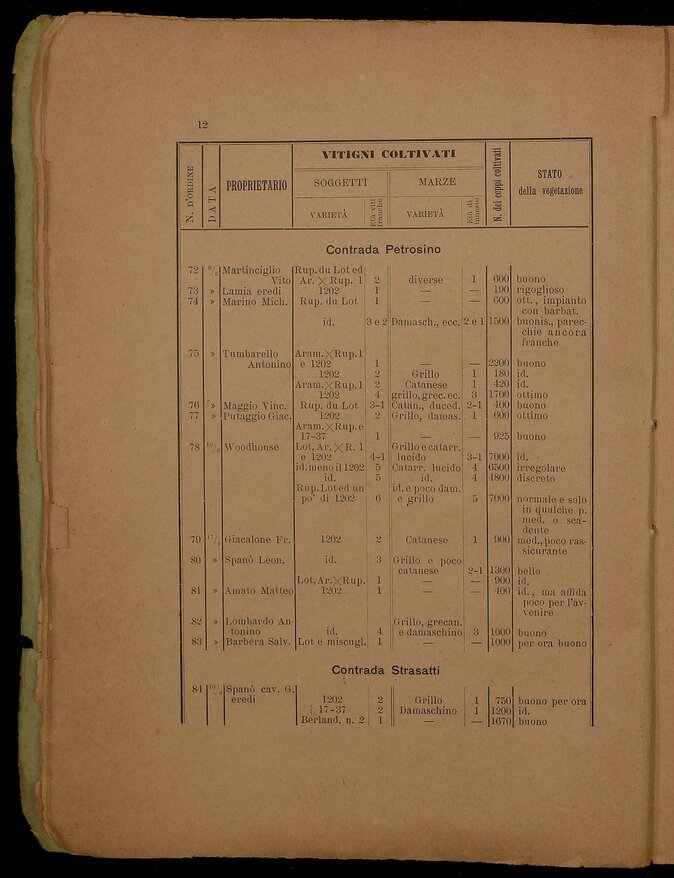 12
VITIGNI COLTIVATI
N. D'ORDINE
DATA
PROPRIETARIO
SOGGETTI
MARZE
N. dei ceppi coltivati
STATO
della vegetazione
VARIETÀ
Età viti franche
VARIETÀ
Età di innesto
Contrada Petrosino
72 6/6 Martinciglio Rup. du Lot ed
Vito Ar. × Rup. 1 2 diverse 1 600 buono
73 » Lamia eredi 1202 1 — — 190 rigoglioso
74 » Marino Mich. Rup. du Lot 1 — — 600 ott., impianto
con barbat.
id. 3 e 2 Damasch., ecc. 2 e 1 1500 buonis., parec-
chie ancora
franche
75 » Tumbarello Aram.×Rup. 1
Antonino e 1202 1 — — 2200 buono
1202 2 Grillo 1 180 id.
Aram.×Rup. 1 2 Catanese 1 420 id.
1202 4 grillo, grec. ec. 3 1700 ottimo
76 » Maggio Vinc. Rup. du Lot 3-1 Catan., duced. 2-1 400 buono
77 » Putaggio Giac. 1202 2 Grillo, damas. 1 600 ottimo
Aram.×Rup. e
17-37 1 — — 925 buono
78 10/6 Woodhouse Lot, Ar. × R. 1 Grillo e catarr.
e 1202 4-1 lucido 3-1 7000 id.
id. meno il 1202 5 Catarr. lucido 4 6500 irregolare
id. 5 id. 4 4800 discreto
Rup. Lot ed un id. e poco dam.
po' di 1202 6 e grillo 5 7000 normale e solo
in qualche p.
med. o sca-
dente
79 17/6 Giacalone Fr. 1202 2 Catanese 1 900 med., poco ras-
sicurante
80 » Spanò Leon. id. 3 Grillo e poco
catanese 2-1 1300 bello
Lot, Ar.×Rup. 1 — — 900 id.
81 » Amato Matteo 1202 1 — — 400 id., ma affida
poco per l'av-
venire
82 » Lombardo An- Grillo, grecan.
tonino id. 4 e damaschino 3 1000 buono
83 » Barbera Salv. Lot e miscugl. 1 — — 1000 per ora buono
Contrada Strasatti
84 Spanò cav. G.
eredi 1202 2 Grillo 1 750 buono per ora
17-37 2 Damaschino 1 1200 id.
Berland. n. 2 1 — — 1670 buono